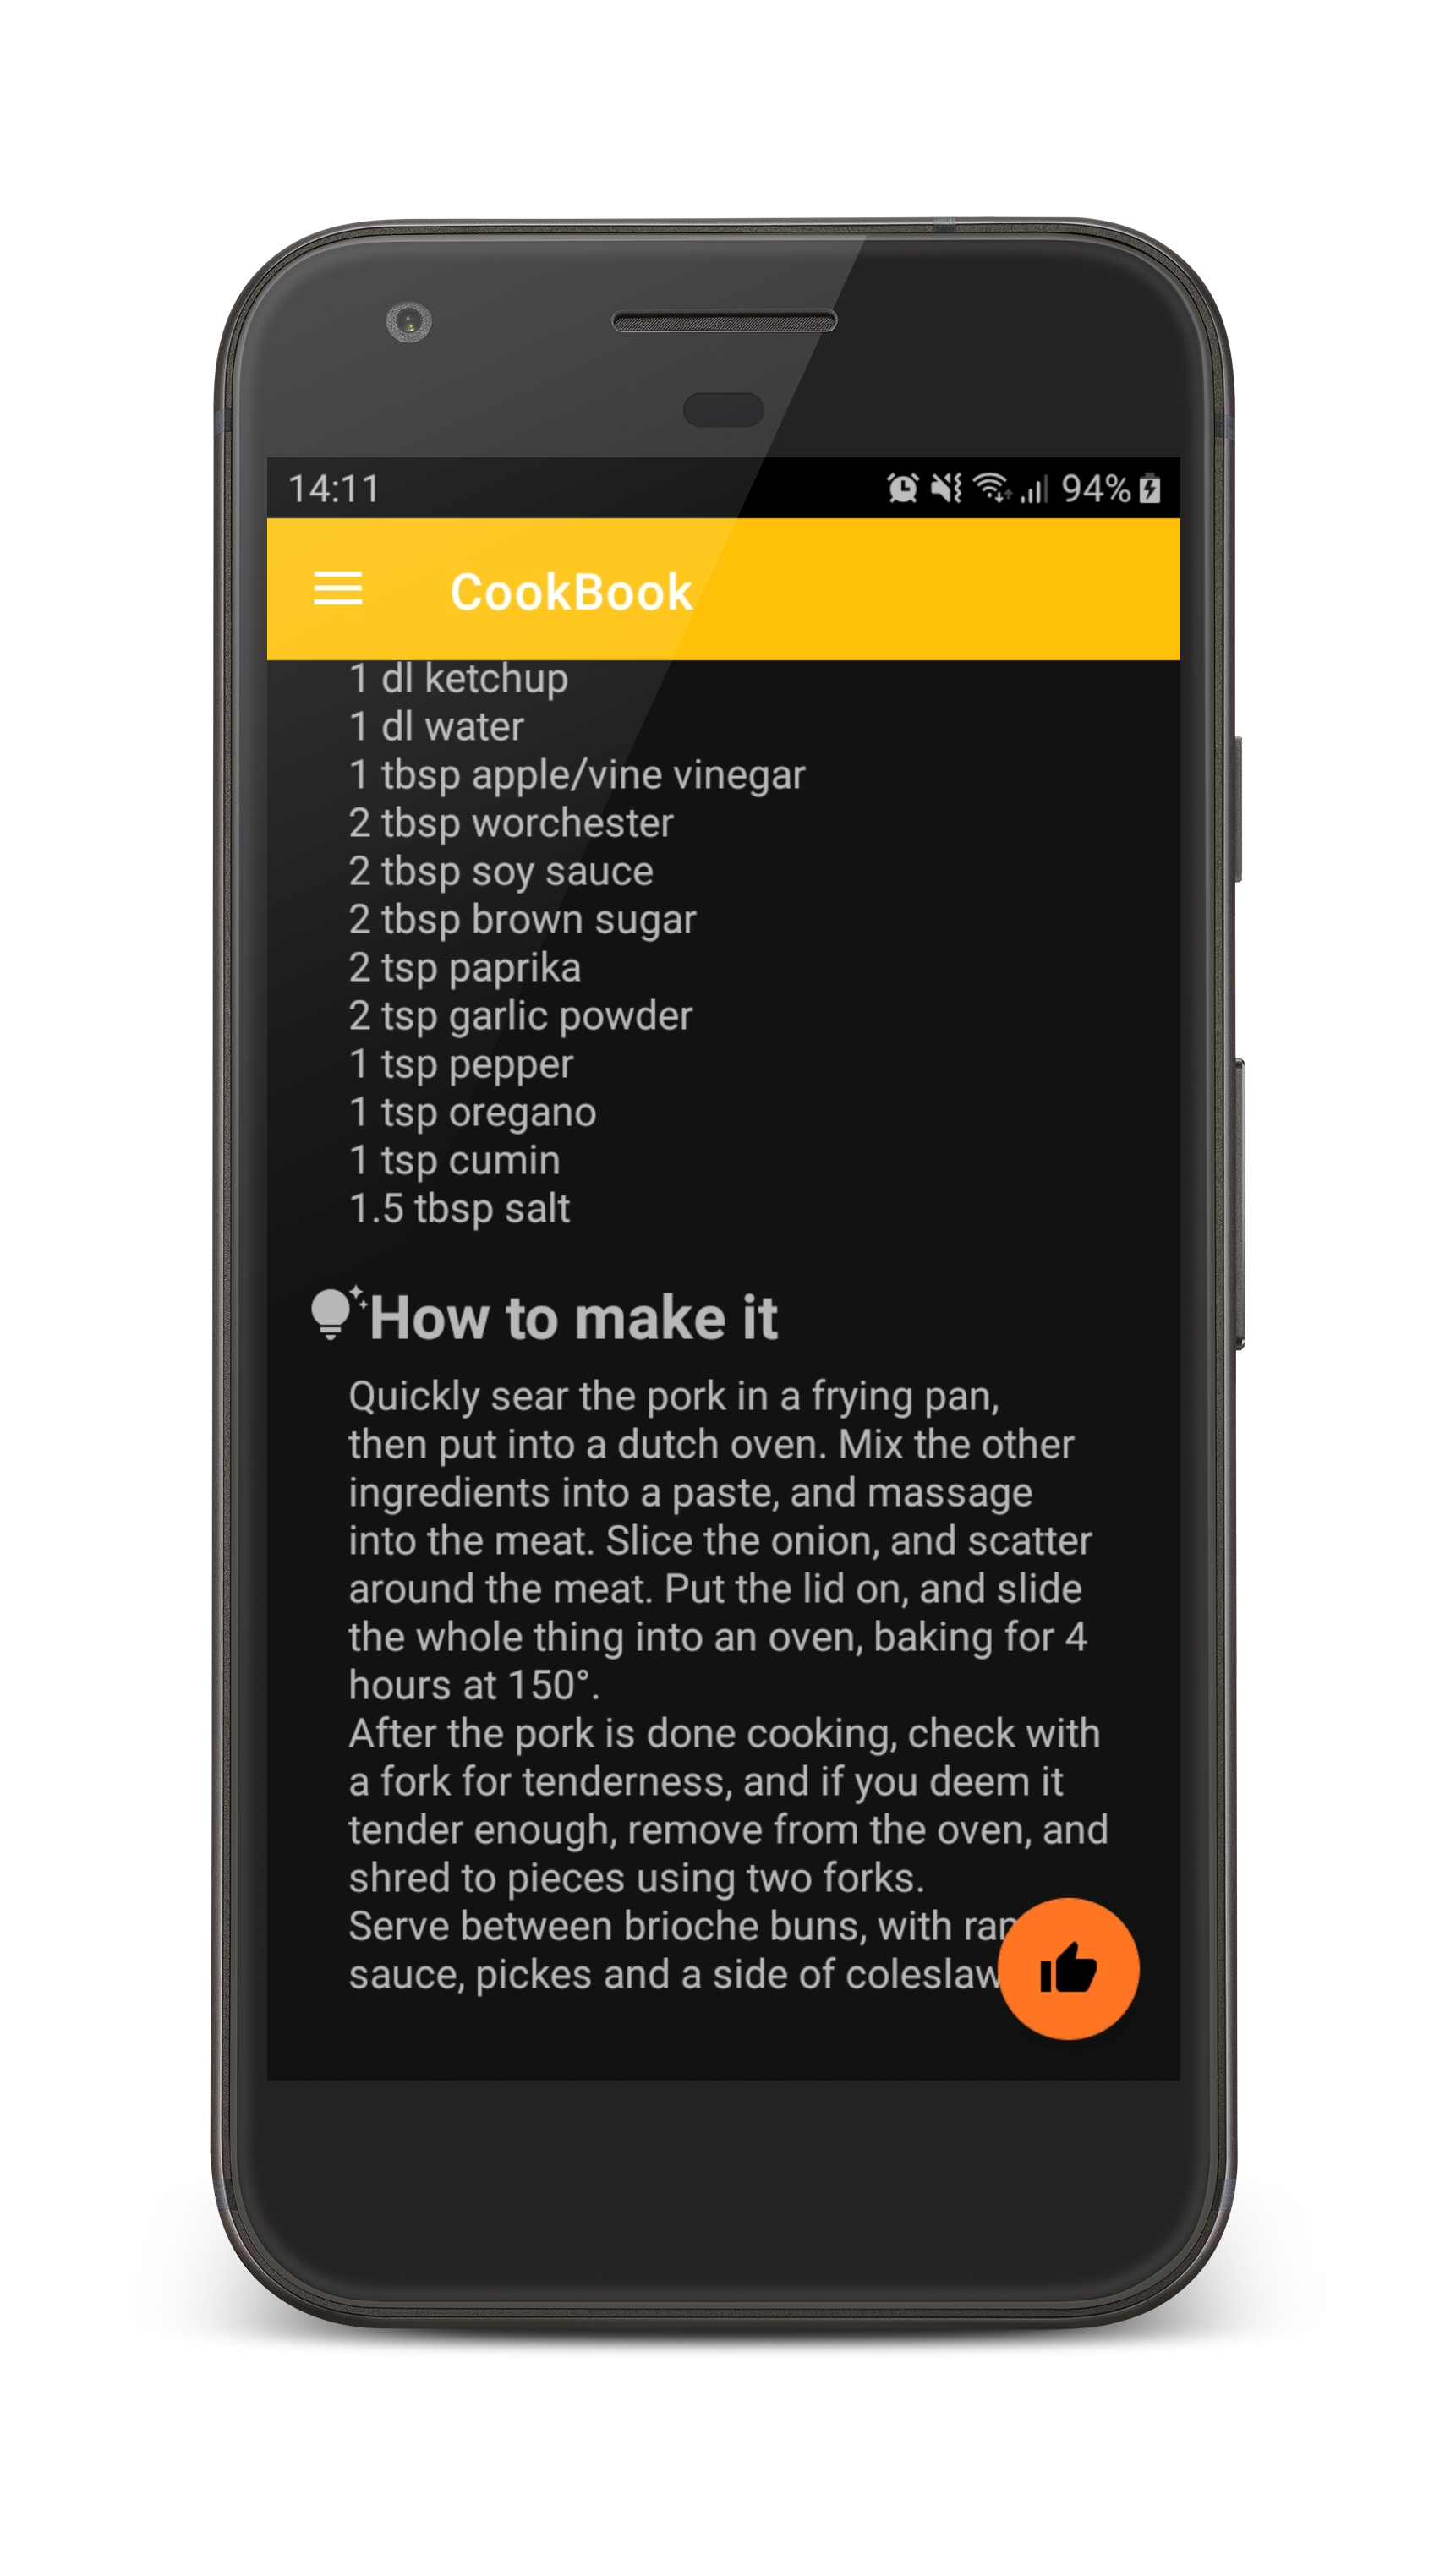 14:11
94%
CookBook
1 dl ketchup
1 dl water
1 tbsp apple/vine vinegar
2 tbsp worchester
2 tbsp soy sauce
2 tbsp brown sugar
2 tsp paprika
2 tsp garlic powder
1 tsp pepper
1 tsp oregano
1 tsp cumin
1.5 tbsp salt
How to make it
Quickly sear the pork in a frying pan,
then put into a dutch oven. Mix the other
ingredients into a paste, and massage
into the meat. Slice the onion, and scatter
around the meat. Put the lid on, and slide
the whole thing into an oven, baking for 4
hours at 150°.
After the pork is done cooking, check with
a fork for tenderness, and if you deem it
tender enough, remove from the oven, and
shred to pieces using two forks.
Serve between brioche buns, with
sauce, pickes and a side of coleslaw